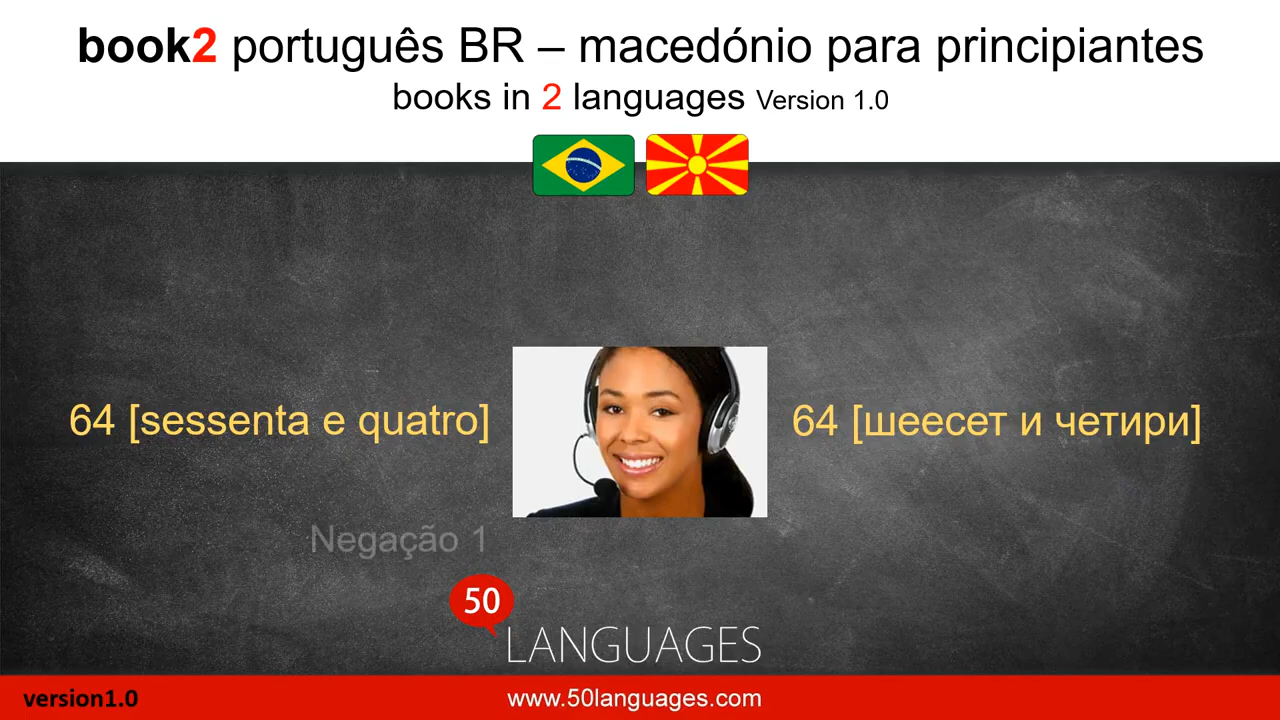 book2 português BR – macedónio para principiantes
books in 2 languages Version 1.0
64 [sessenta e quatro]
64 [шеесет и четири]
Negação 1
50
LANGUAGES
version1.0
www.50languages.com